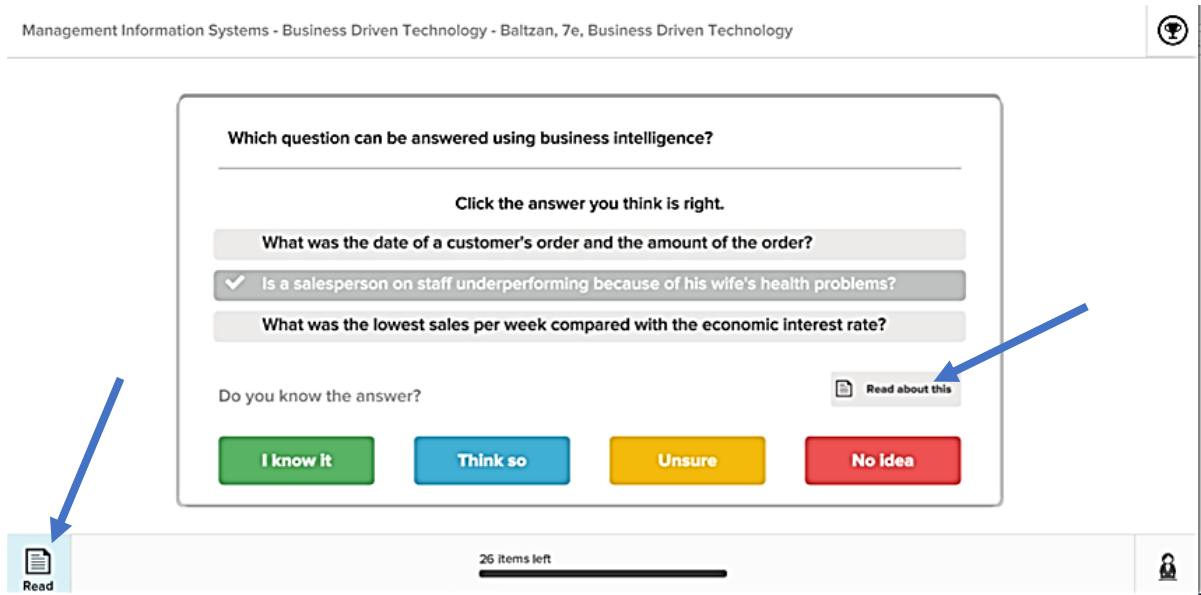 Management Information Systems - Business Driven Technology - Baltzan, 7e, Business Driven Technology
Which question can be answered using business intelligence?
Click the answer you think is right.
What was the date of a customer's order and the amount of the order?
Is a salesperson on staff underperforming because of his wife's health problems?
What was the lowest sales per week compared with the economic interest rate?
Do you know the answer?
Read about this
I know it
Think so
Unsure
No idea
26 items left
Read